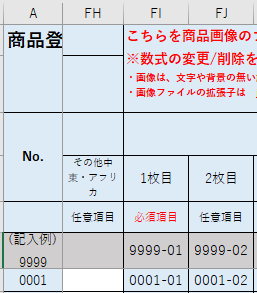 A FH FI FJ
商品登
こちらを商品画像のフ
※数式の変更/削除を
・画像は、文字や背景の無い
・画像ファイルの拡張子は
No.
その他中
東・アフリ
カ
1枚目 2枚目
任意項目 必須項目 任意項目
(記入例)
9999
9999-01 9999-02
0001 0001-01 0001-02